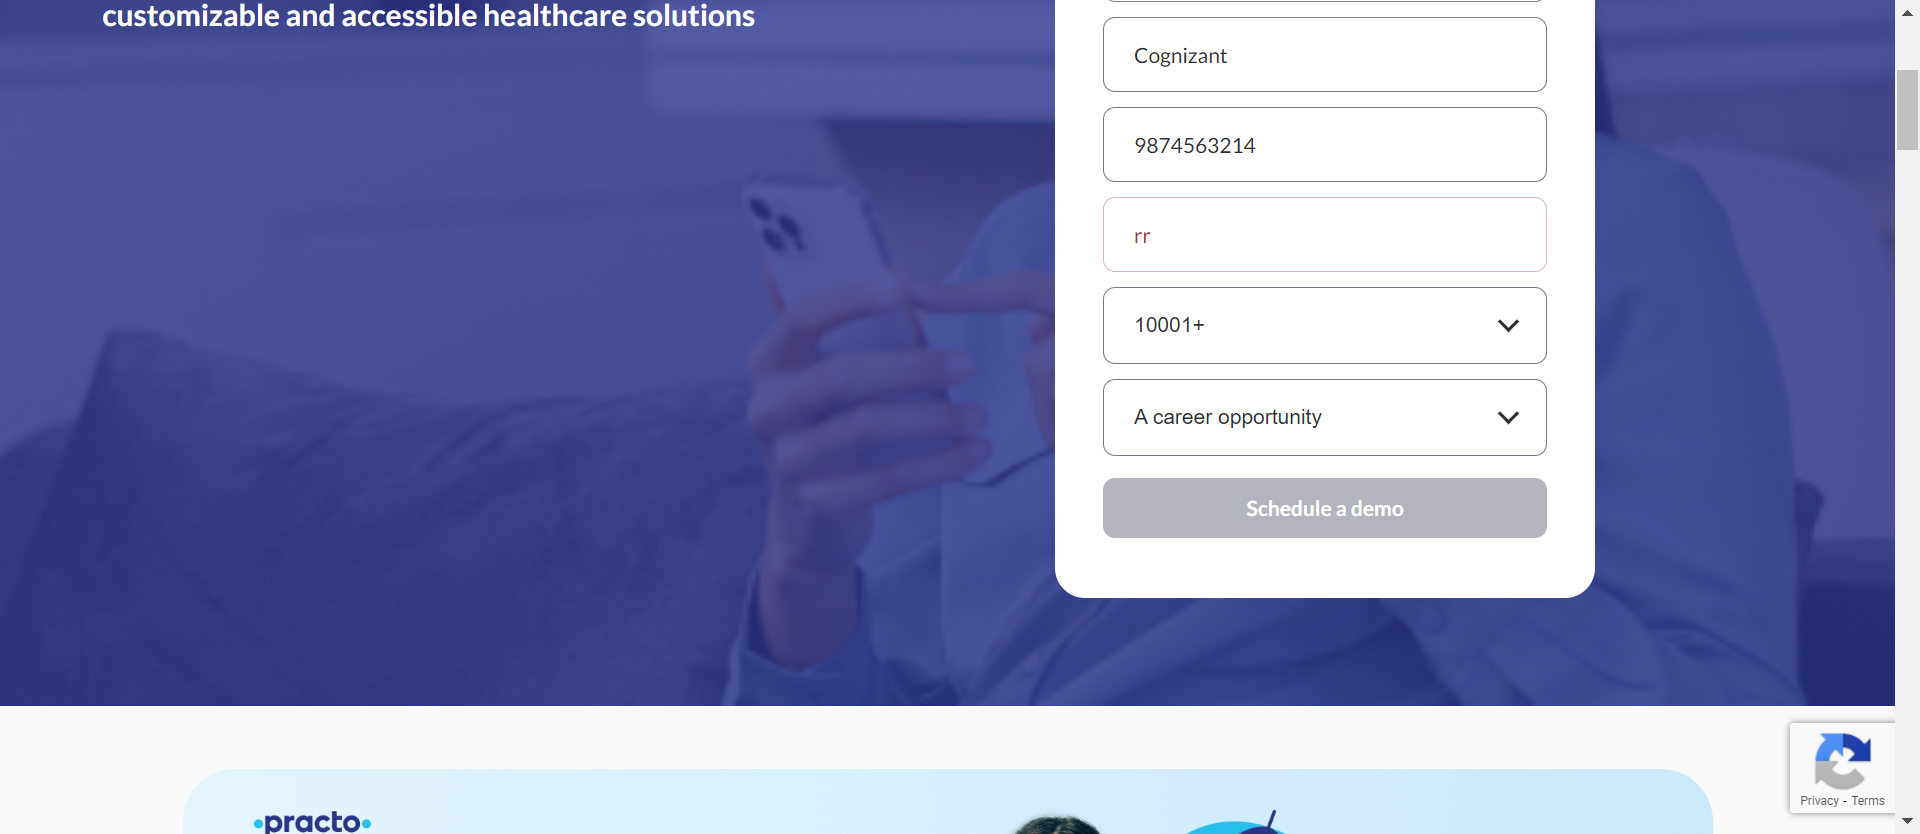 customizable and accessible healthcare solutions
Cognizant
9874563214
rr
10001+
A career opportunity
Schedule a demo
Privacy - Terms
practo